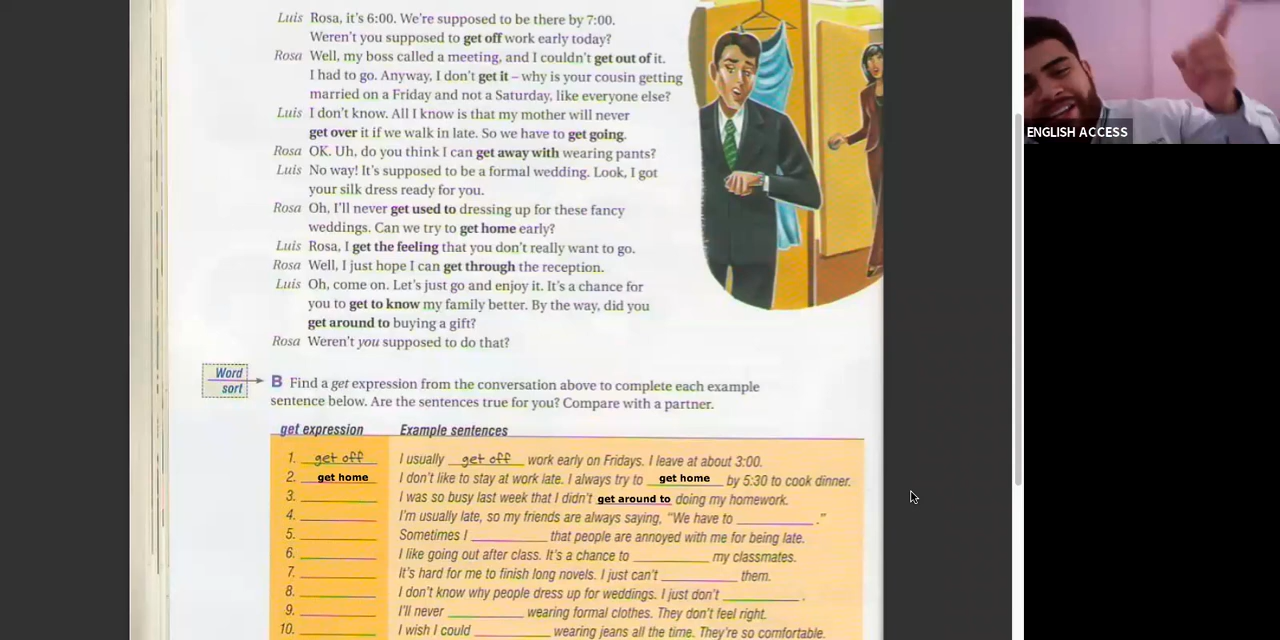 Luis Rosa, it's 6:00. We're supposed to be there by 7:00.
Weren't you supposed to get off work early today?
Rosa Well, my boss called a meeting, and I couldn't get out of it.
I had to go. Anyway, I don't get it – why is your cousin getting
married on a Friday and not a Saturday, like everyone else?
Luis I don't know. All I know is that my mother will never
get over it if we walk in late. So we have to get going.
Rosa OK. Uh, do you think I can get away with wearing pants?
Luis No way! It's supposed to be a formal wedding. Look, I got
your silk dress ready for you.
Rosa Oh, I'll never get used to dressing up for these fancy
weddings. Can we try to get home early?
Luis Rosa, I get the feeling that you don't really want to go.
Rosa Well, I just hope I can get through the reception.
Luis Oh, come on. Let's just go and enjoy it. It's a chance for
you to get to know my family better. By the way, did you
get around to buying a gift?
Rosa Weren't you supposed to do that?
ENGLISH ACCESS
Word
sort
B Find a get expression from the conversation above to complete each example
sentence below. Are the sentences true for you? Compare with a partner.
get expression Example sentences
1. get off I usually get off work early on Fridays. I leave at about 3:00.
2. get home I don't like to stay at work late. I always try to get home by 5:30 to cook dinner.
3. I was so busy last week that I didn't get around to doing my homework.
4. I'm usually late, so my friends are always saying, "We have to ________ ."
5. Sometimes I ________ that people are annoyed with me for being late.
6. I like going out after class. It's a chance to ________ my classmates.
7. It's hard for me to finish long novels. I just can't ________ them.
8. I don't know why people dress up for weddings. I just don't ________ .
9. I'll never ________ wearing formal clothes. They don't feel right.
10. I wish I could ________ wearing jeans all the time. They're so comfortable.